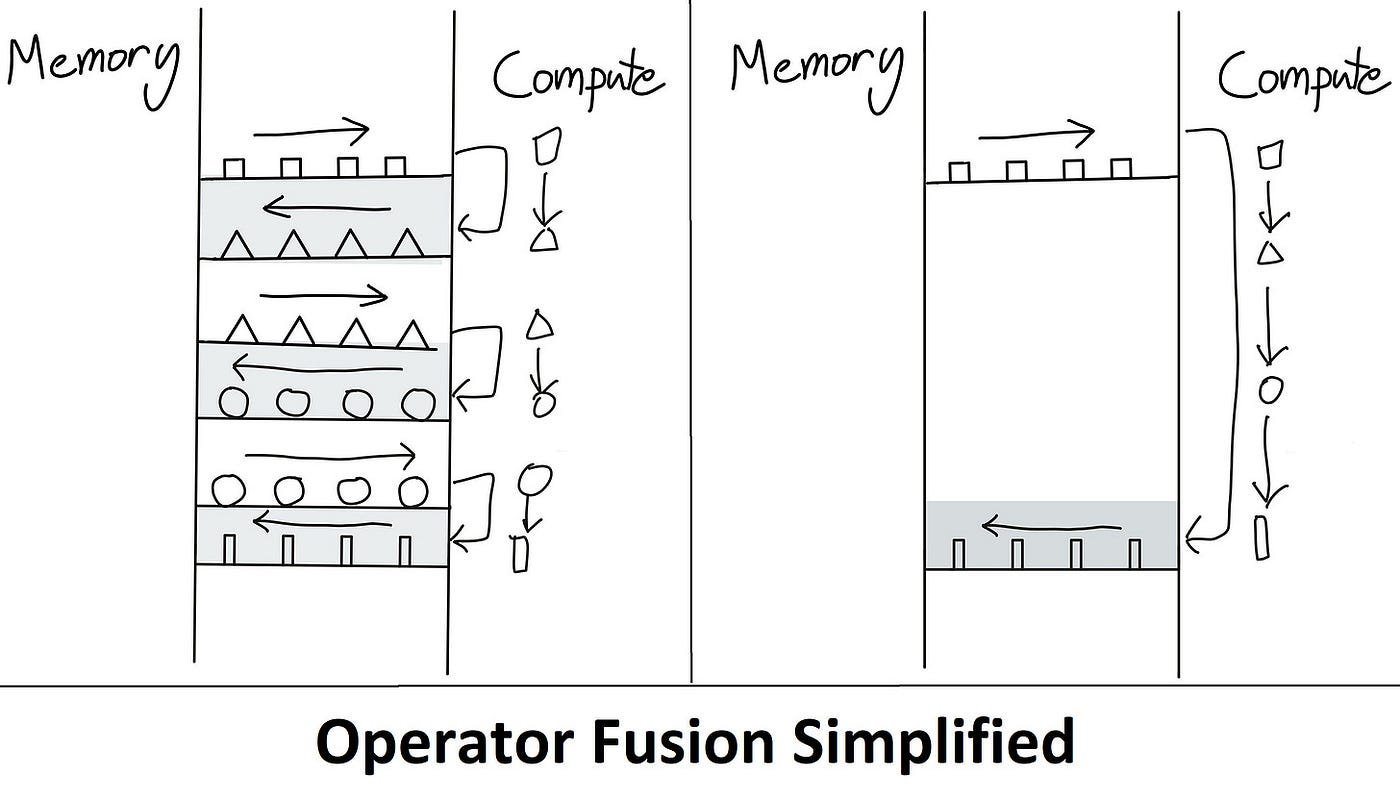 Memory
Compute
Memory
Compute
Operator Fusion Simplified